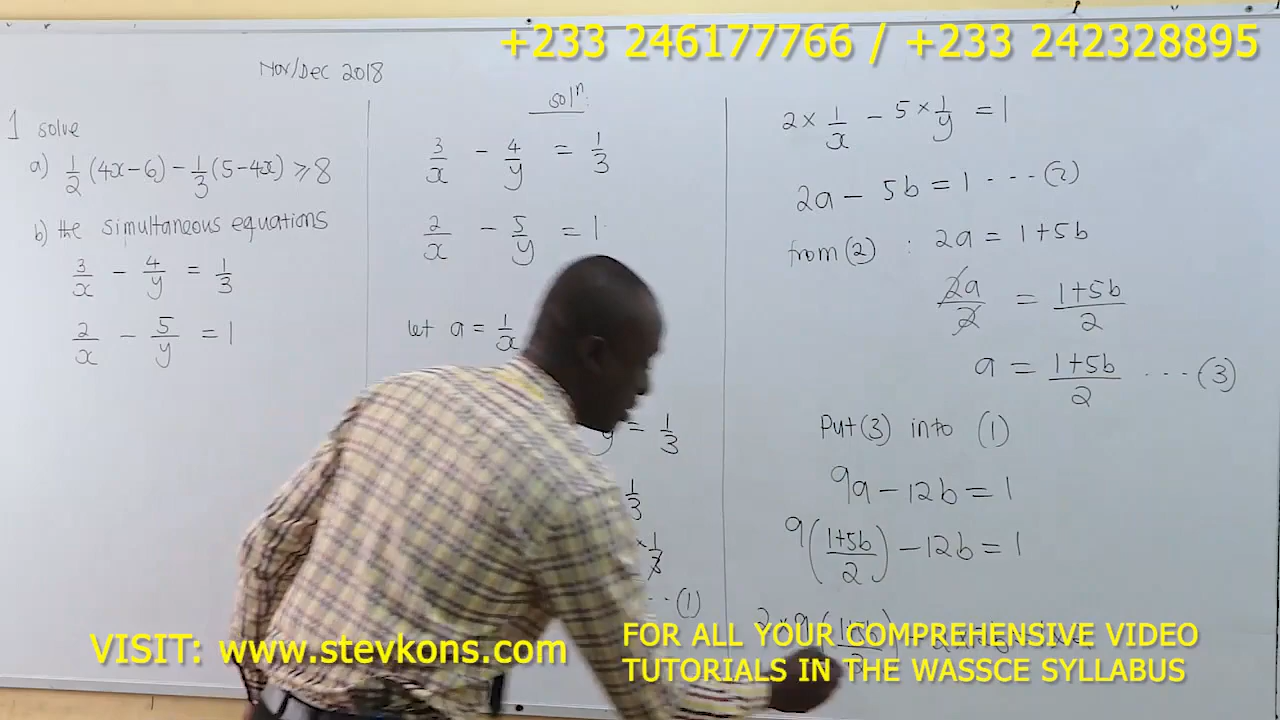 +233 246177766 / +233 242328895
Nov/Dec 2018
1 solve
a) 1/2 (4x-6) - 1/3 (5-4x) ≥ 8
b) the simultaneous equations
3/x - 4/y = 1/3
2/x - 5/y = 1
solⁿ:
3/x - 4/y = 1/3
2/x - 5/y = 1
let a = 1/x
y = 1/3
1/3
× 1/3
(1)
2 × 1/x - 5 × 1/y = 1
2a - 5b = 1 --- (2)
from (2) : 2a = 1+5b
2a/2 = 1+5b/2
a = 1+5b/2 --- (3)
Put (3) into (1)
9a - 12b = 1
9(1+5b/2) - 12b = 1
VISIT: www.stevkons.com
FOR ALL YOUR COMPREHENSIVE VIDEO
TUTORIALS IN THE WASSCE SYLLABUS